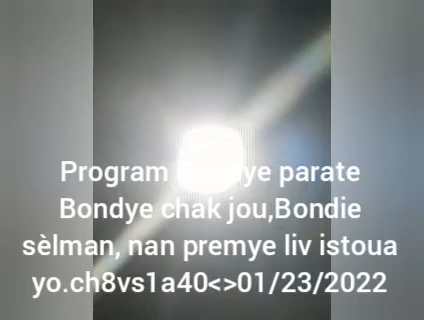 Program parate
Bondye chak jou,Bondie
sèlman, nan premye liv istoua
yo.ch8vs1a40<>01/23/2022